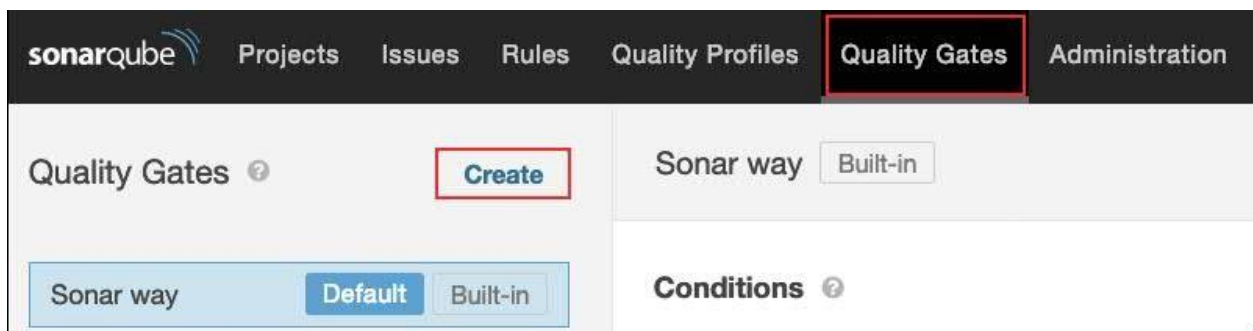 sonarqube Projects Issues Rules Quality Profiles Quality Gates Administration
Quality Gates ? Create
Sonar way Built-in
Sonar way Default Built-in
Conditions ?